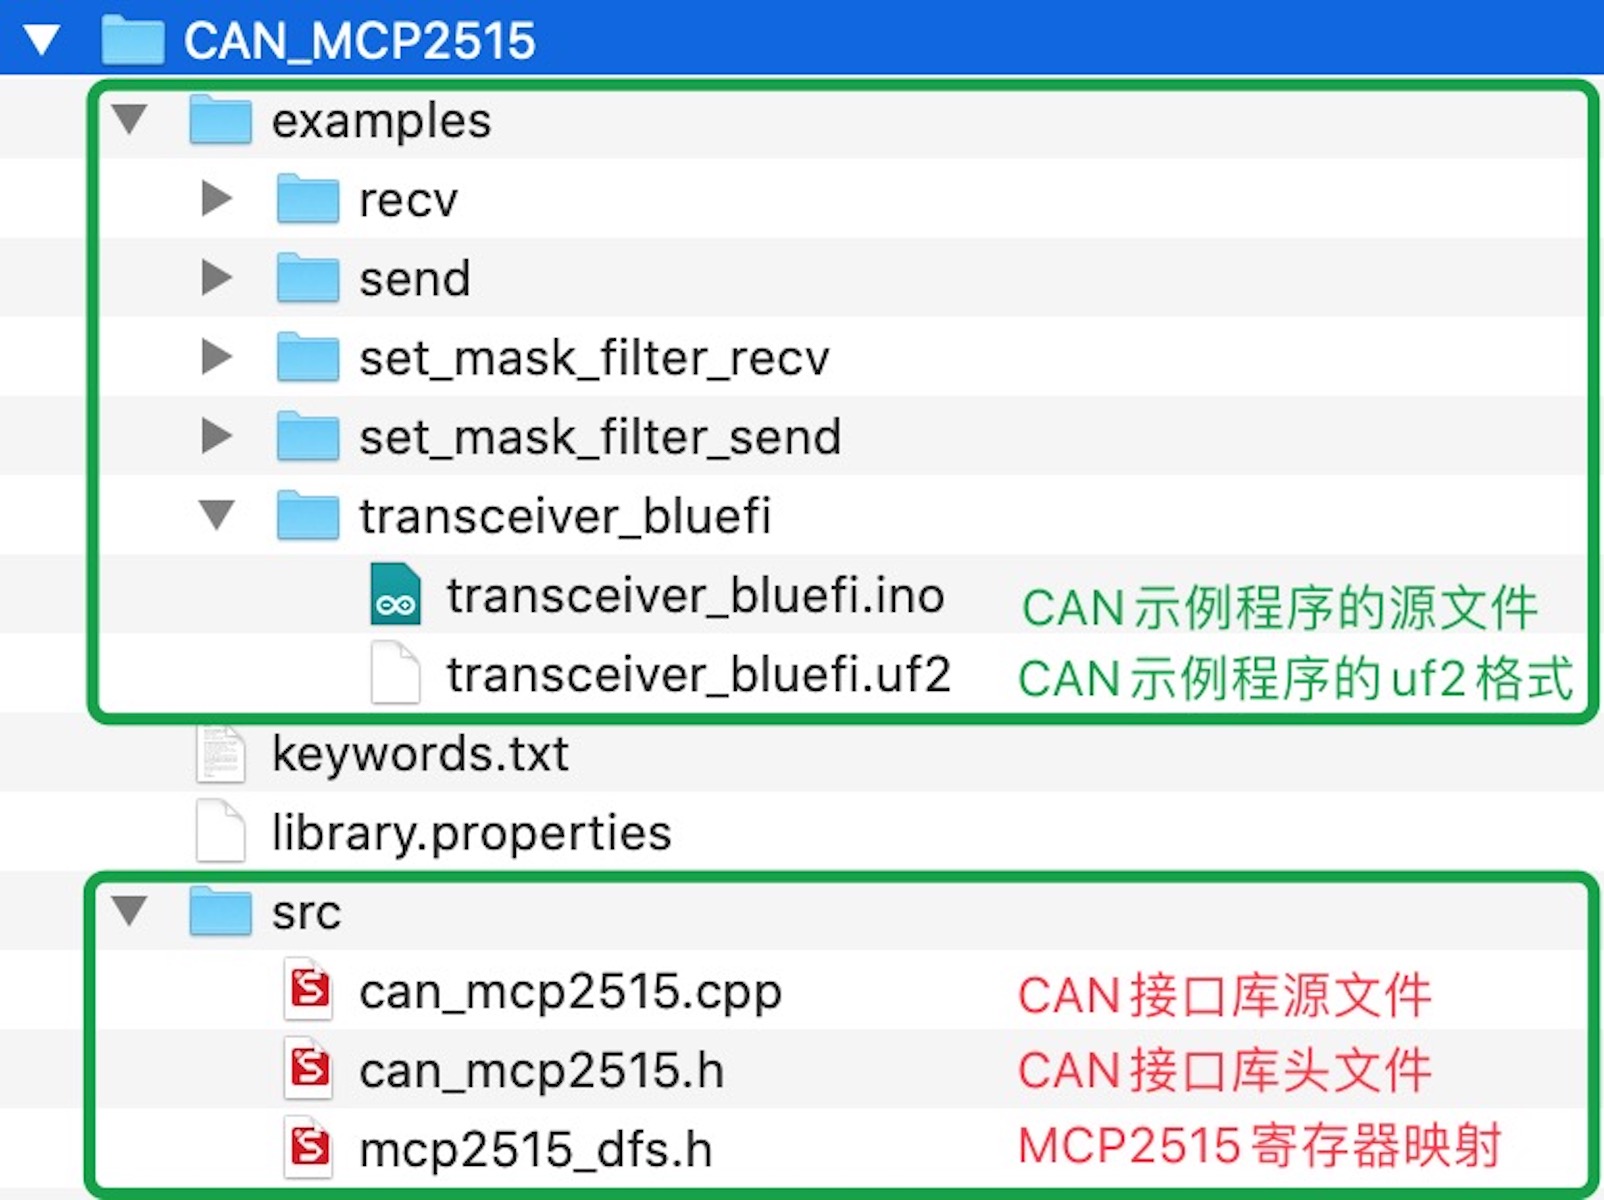 CAN_MCP2515
examples
recv
send
set_mask_filter_recv
set_mask_filter_send
transceiver_bluefi
transceiver_bluefi.ino CAN示例程序的源文件
transceiver_bluefi.uf2 CAN示例程序的uf2格式
keywords.txt
library.properties
src
can_mcp2515.cpp CAN接口库源文件
can_mcp2515.h CAN接口库头文件
mcp2515_dfs.h MCP2515寄存器映射